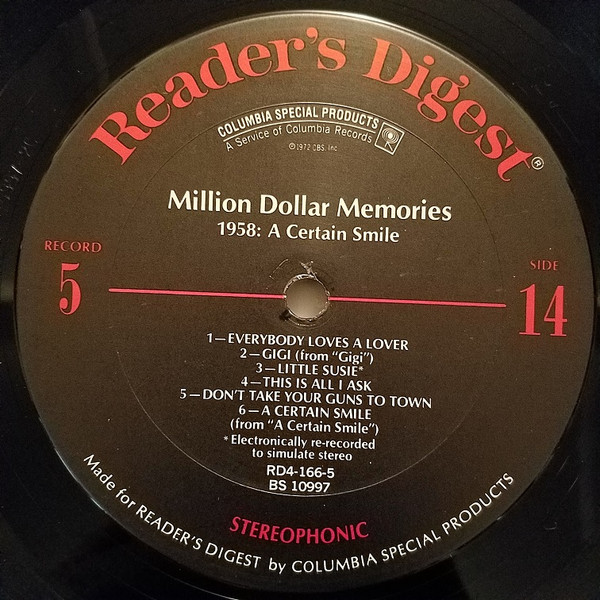 Reader's Digest®
COLUMBIA SPECIAL PRODUCTS
A Service of Columbia Records
©1972 CBS, Inc
Million Dollar Memories
1958: A Certain Smile
RECORD
5
SIDE
14
1—EVERYBODY LOVES A LOVER
2—GIGI (from "Gigi")
3—LITTLE SUSIE*
4—THIS IS ALL I ASK
5—DON'T TAKE YOUR GUNS TO TOWN
6—A CERTAIN SMILE
(from "A Certain Smile")
*Electronically re-recorded
to simulate stereo
RD4-166-5
BS 10997
STEREOPHONIC
Made for READER'S DIGEST by COLUMBIA SPECIAL PRODUCTS